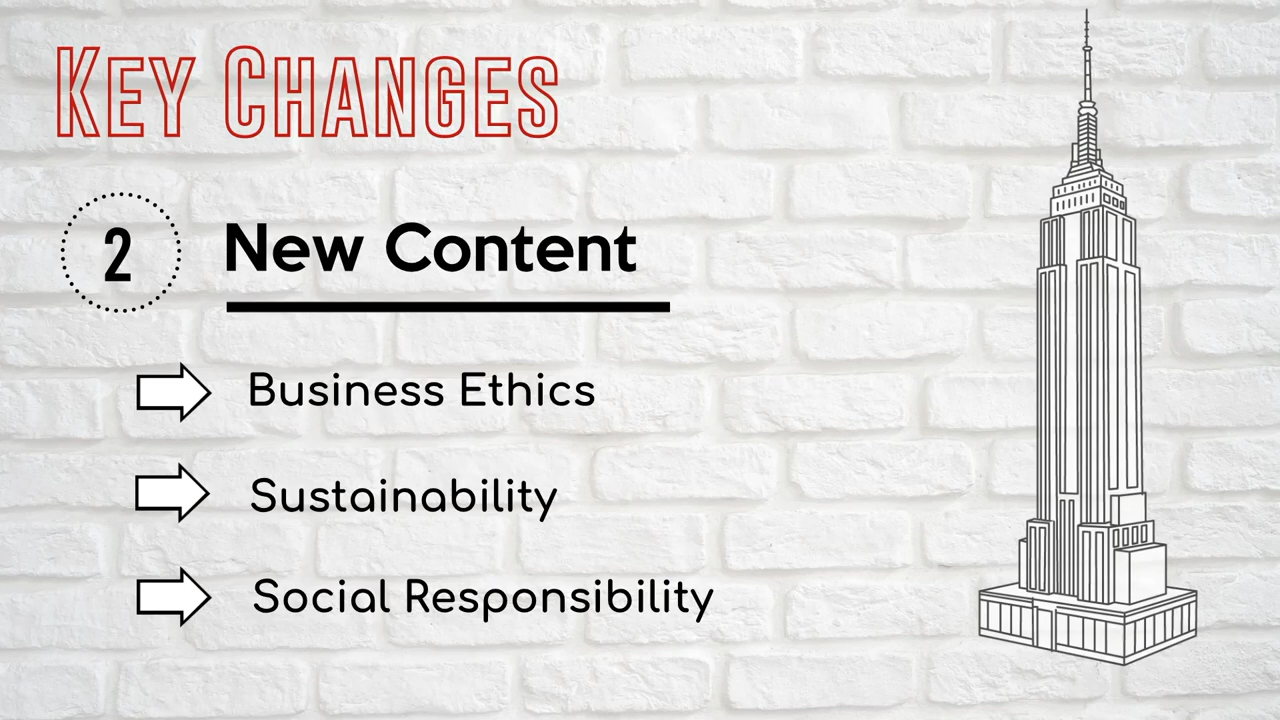 Key Changes
2
New Content
Business Ethics
Sustainability
Social Responsibility